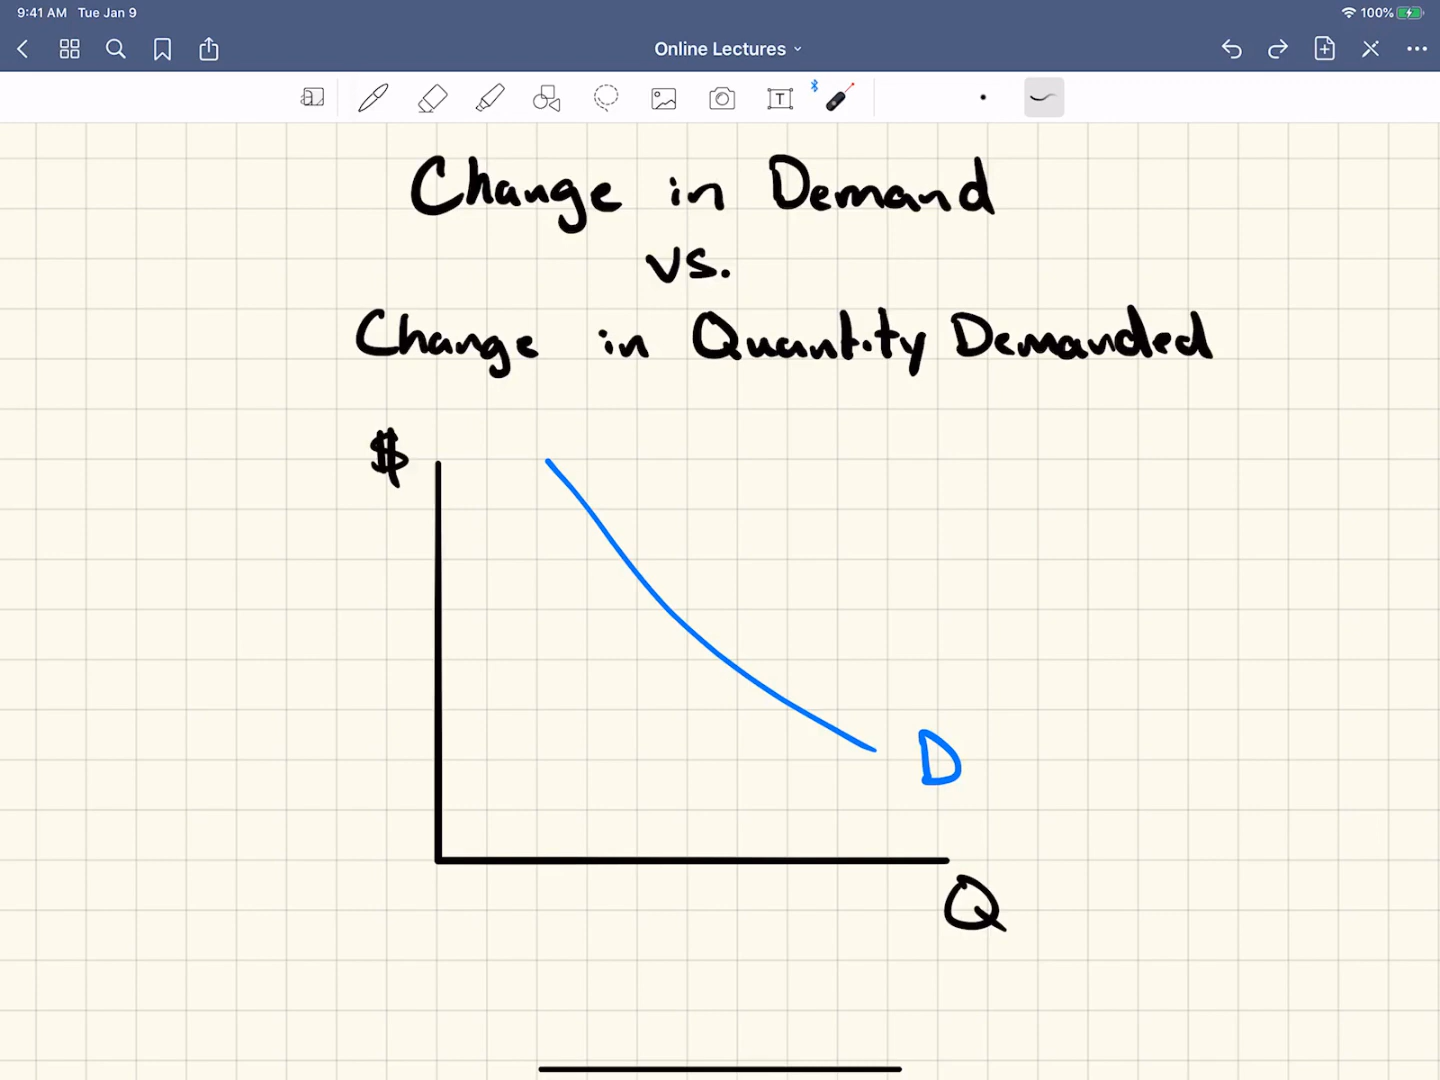 9:41 AM Tue Jan 9
100%
Online Lectures
a
T
Change in Demand
vs.
Change in Quantity Demanded
$
D
Q